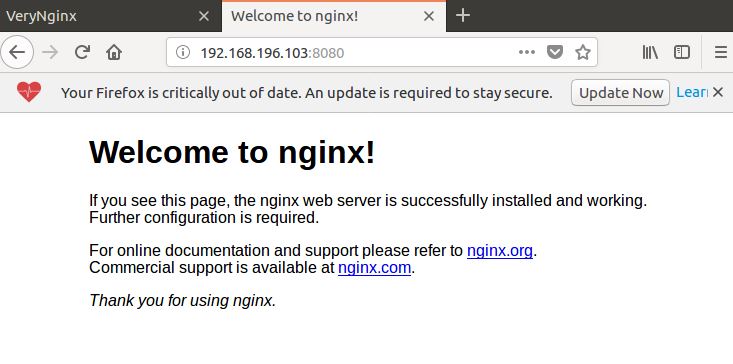 VeryNginx
Welcome to nginx!
192.168.196.103:8080
Your Firefox is critically out of date. An update is required to stay secure. Update Now
Welcome to nginx!
If you see this page, the nginx web server is successfully installed and working.
Further configuration is required.
For online documentation and support please refer to nginx.org.
Commercial support is available at nginx.com.
Thank you for using nginx.